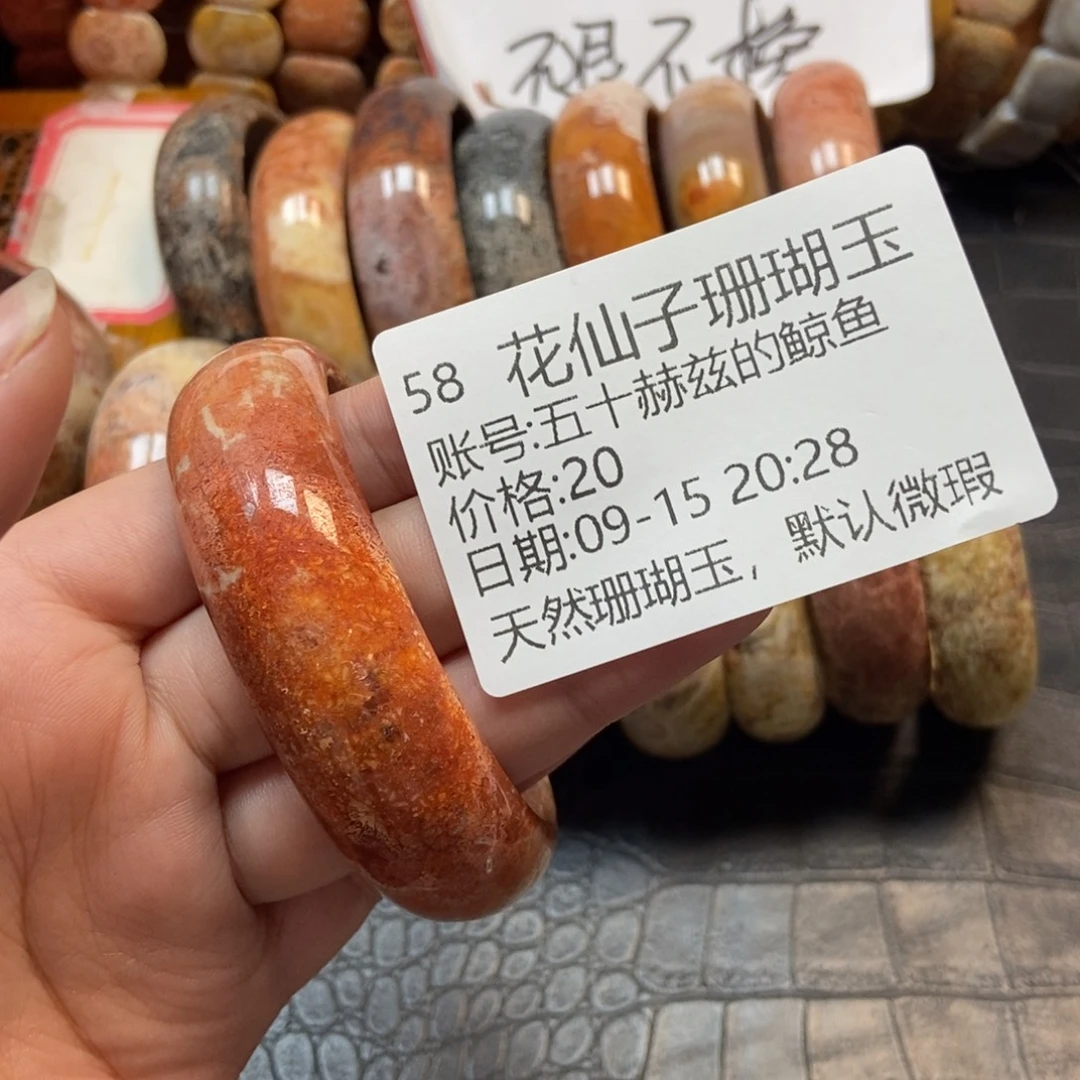 58 花仙子珊瑚玉
账号:五十赫兹的鲸鱼
价格:20
日期:09-15 20:28
天然珊瑚玉, 默认微瑕